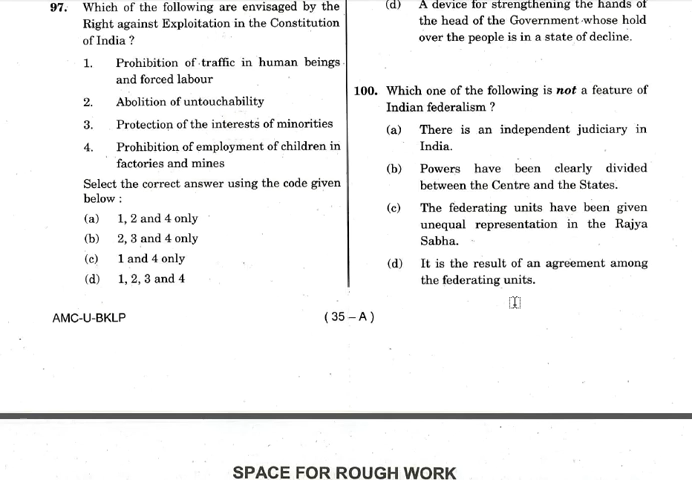 97. Which of the following are envisaged by the
Right against Exploitation in the Constitution
of India ?
1. Prohibition of traffic in human beings
and forced labour
2. Abolition of untouchability
3. Protection of the interests of minorities
4. Prohibition of employment of children in
factories and mines
Select the correct answer using the code given
below :
(a) 1, 2 and 4 only
(b) 2, 3 and 4 only
(c) 1 and 4 only
(d) 1, 2, 3 and 4
(d) A device for strengthening the hands of
the head of the Government whose hold
over the people is in a state of decline.
100. Which one of the following is not a feature of
Indian federalism ?
(a) There is an independent judiciary in
India.
(b) Powers have been clearly divided
between the Centre and the States.
(c) The federating units have been given
unequal representation in the Rajya
Sabha.
(d) It is the result of an agreement among
the federating units.
AMC-U-BKLP
( 35 – A )
SPACE FOR ROUGH WORK